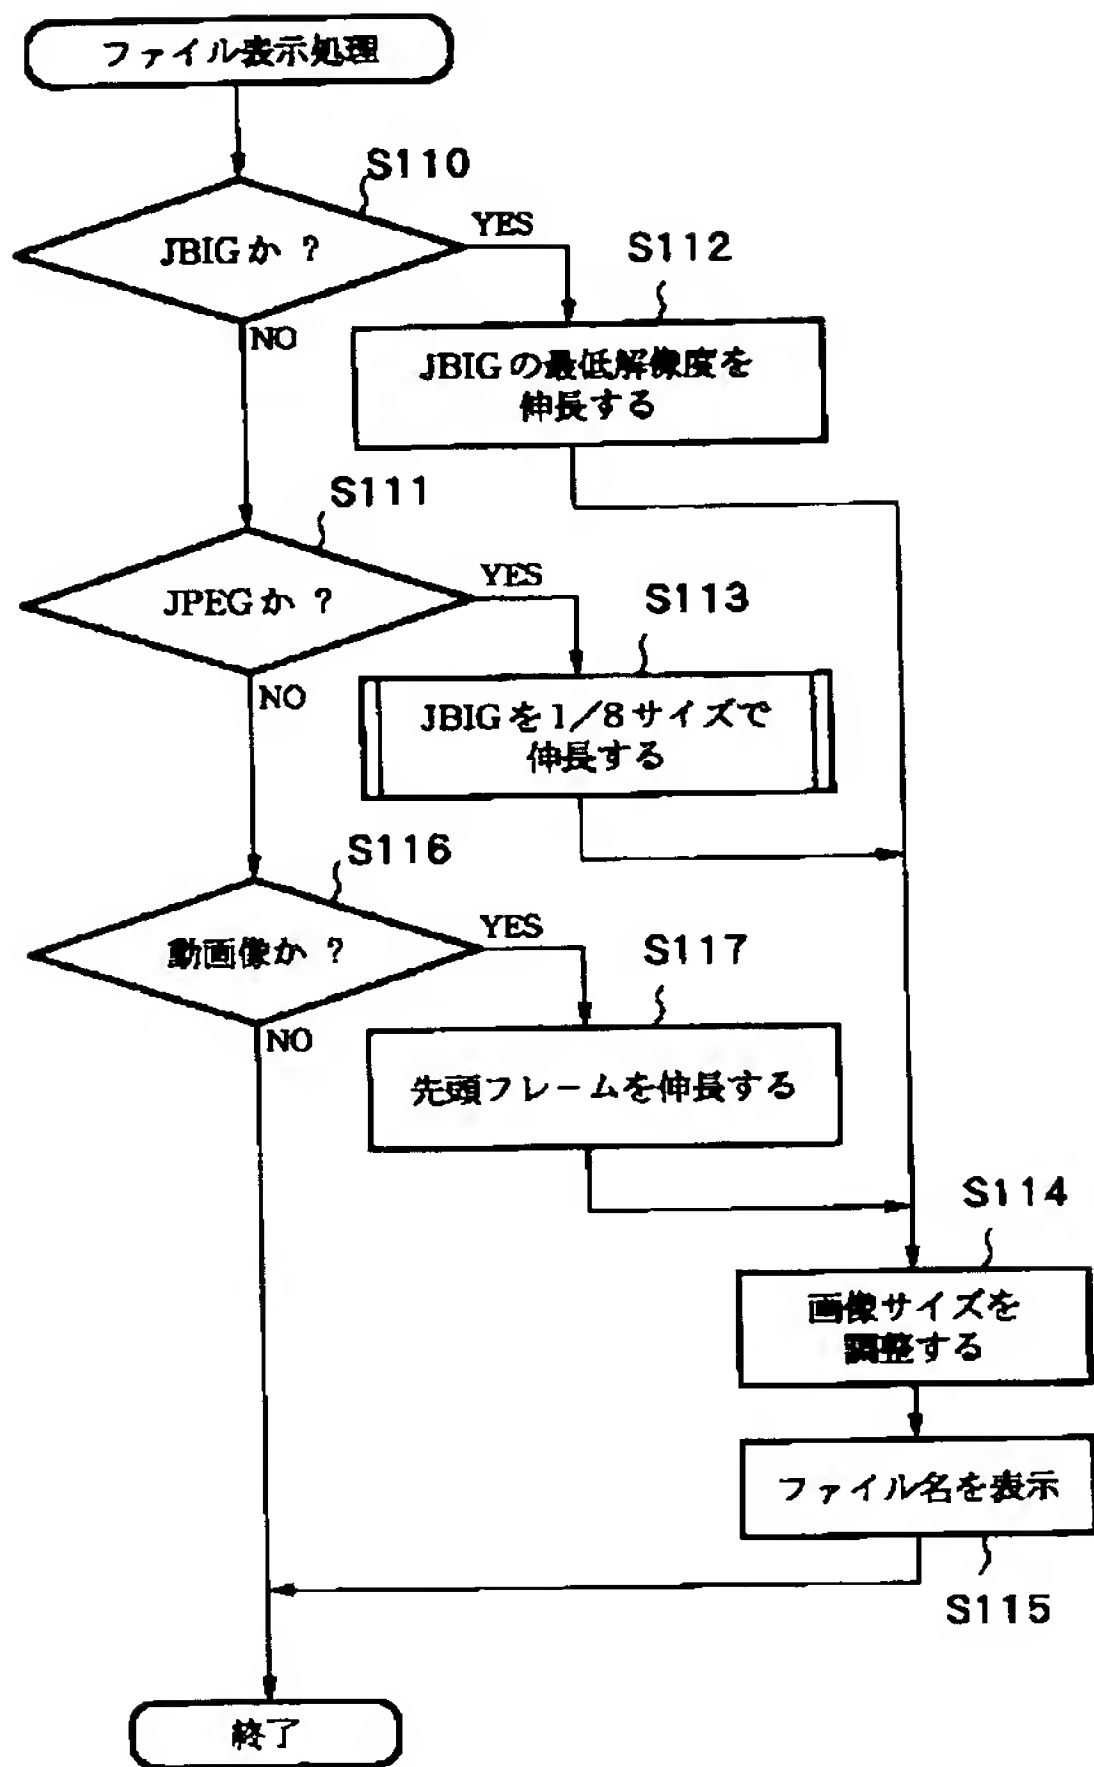 ファイル表示処理
S110
JBIGか ?
YES
NO
S112
JBIGの最低解像度を
伸長する
S111
JPEGか ?
YES
NO
S113
JBIGを1/8サイズで
伸長する
S116
動画像か ?
YES
NO
S117
先頭フレームを伸長する
S114
画像サイズを
調整する
ファイル名を表示
S115
終了